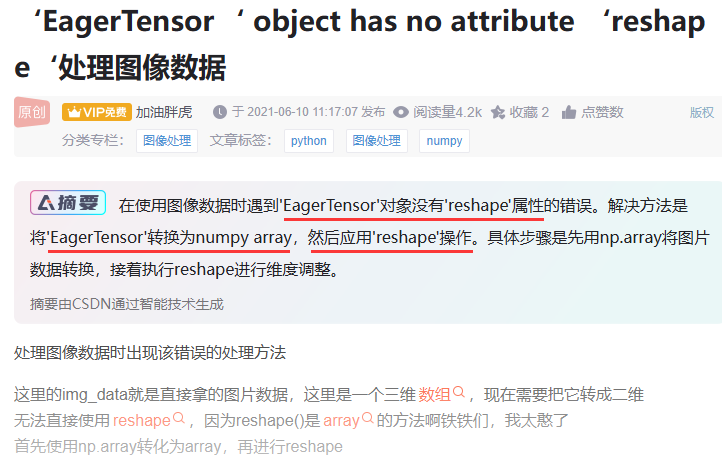 ‘EagerTensor ‘ object has no attribute ‘reshap
e‘处理图像数据
原创 VIP免费 加油胖虎 于 2021-06-10 11:17:07 发布 阅读量4.2k 收藏 2 点赞数 版权
分类专栏： 图像处理 文章标签： python 图像处理 numpy
摘要 在使用图像数据时遇到'EagerTensor'对象没有'reshape'属性的错误。解决方法是
将'EagerTensor'转换为numpy array，然后应用'reshape'操作。具体步骤是先用np.array将图片
数据转换，接着执行reshape进行维度调整。
摘要由CSDN通过智能技术生成
处理图像数据时出现该错误的处理方法
这里的img_data就是直接拿的图片数据，这里是一个三维数组，现在需要把它转成二维
无法直接使用reshape，因为reshape()是array的方法啊铁铁们，我太憨了
首先使用np.array转化为array，再进行reshape